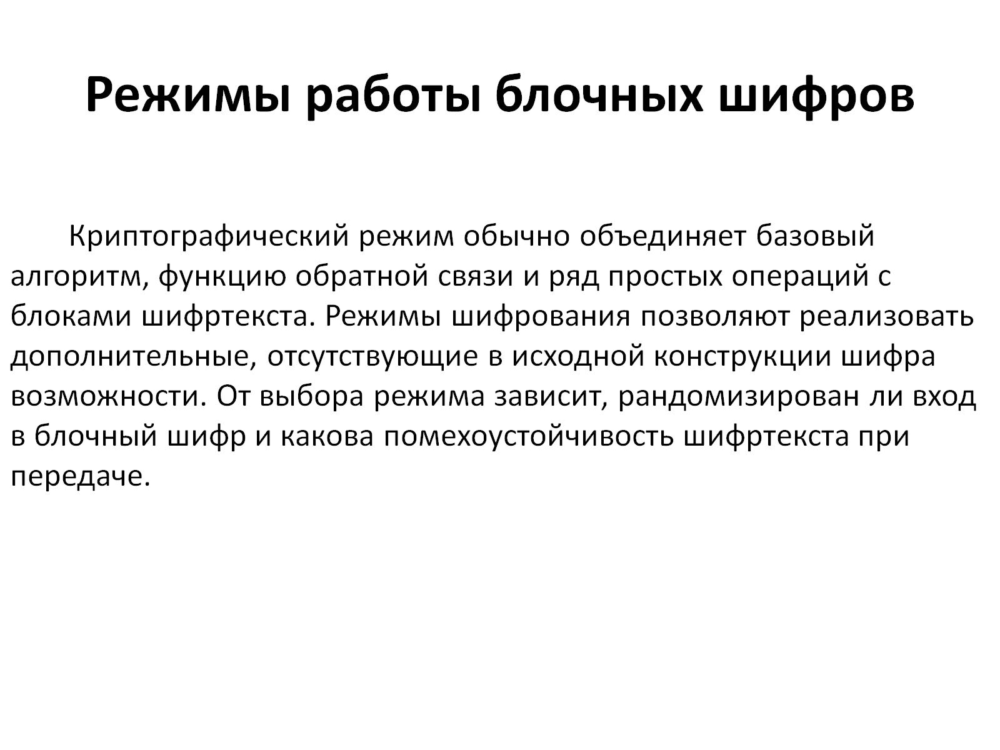 Режимы работы блочных шифров
Криптографический режим обычно объединяет базовый
алгоритм, функцию обратной связи и ряд простых операций с
блоками шифртекста. Режимы шифрования позволяют реализовать
дополнительные, отсутствующие в исходной конструкции шифра
возможности. От выбора режима зависит, рандомизирован ли вход
в блочный шифр и какова помехоустойчивость шифртекста при
передаче.